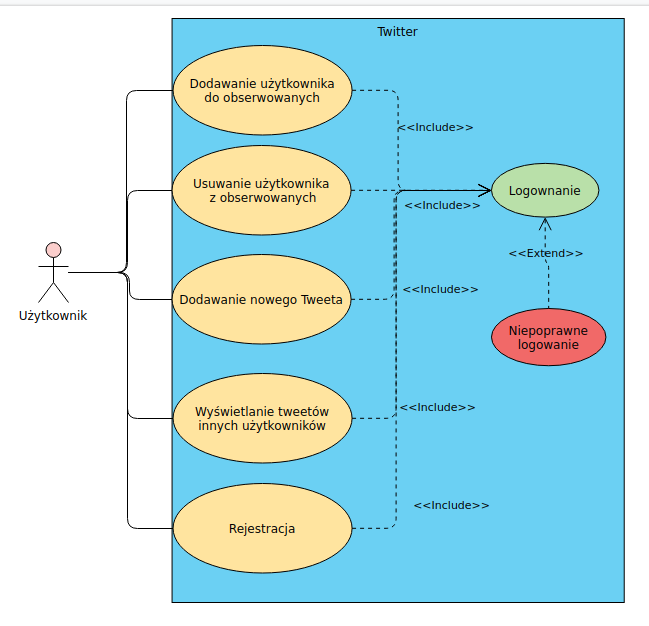 Twitter
Dodawanie użytkownika
do obserwowanych
<<Include>>
Usuwanie użytkownika
z obserwowanych
Logownanie
<<Include>>
<<Extend>>
Użytkownik
Dodawanie nowego Tweeta
<<Include>>
Niepoprawne
logowanie
Wyświetlanie tweetów
innych użytkowników
<<Include>>
Rejestracja
<<Include>>